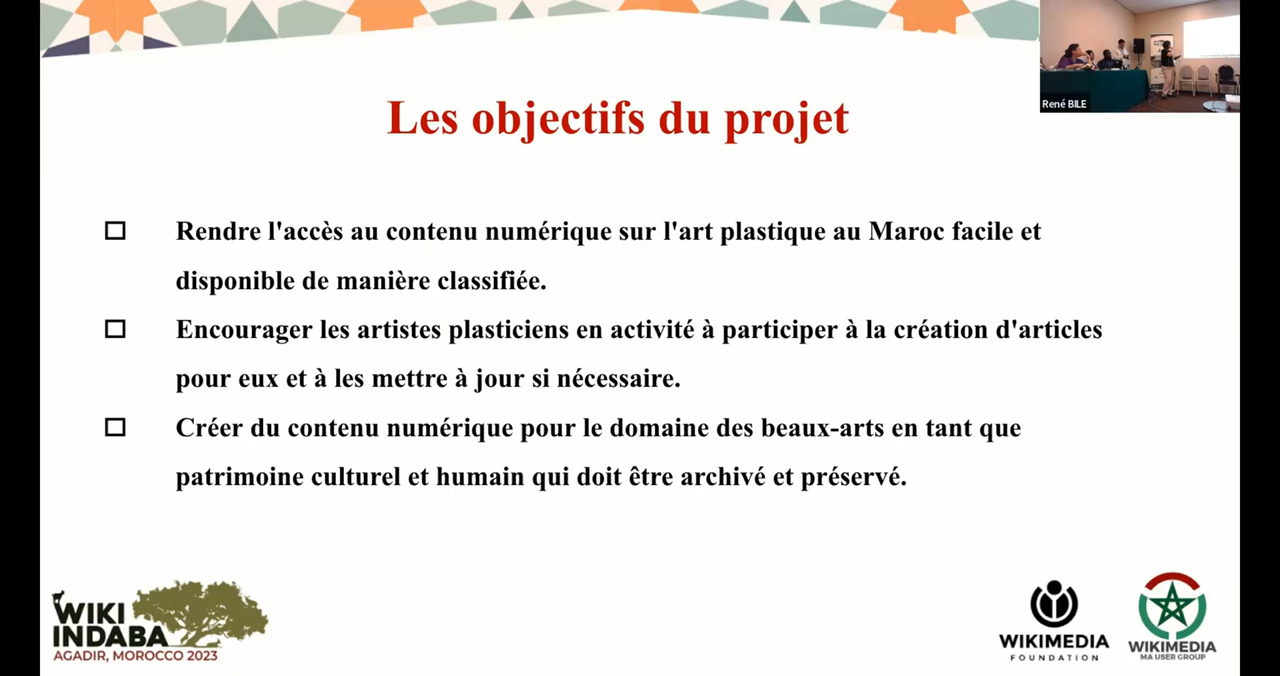 René BILE
Les objectifs du projet
Rendre l'accès au contenu numérique sur l'art plastique au Maroc facile et
disponible de manière classifiée.
Encourager les artistes plasticiens en activité à participer à la création d'articles
pour eux et à les mettre à jour si nécessaire.
Créer du contenu numérique pour le domaine des beaux-arts en tant que
patrimoine culturel et humain qui doit être archivé et préservé.
WIKI
INDABA
AGADIR, MOROCCO 2023
WIKIMEDIA
FOUNDATION
WIKIMEDIA
MA USER GROUP